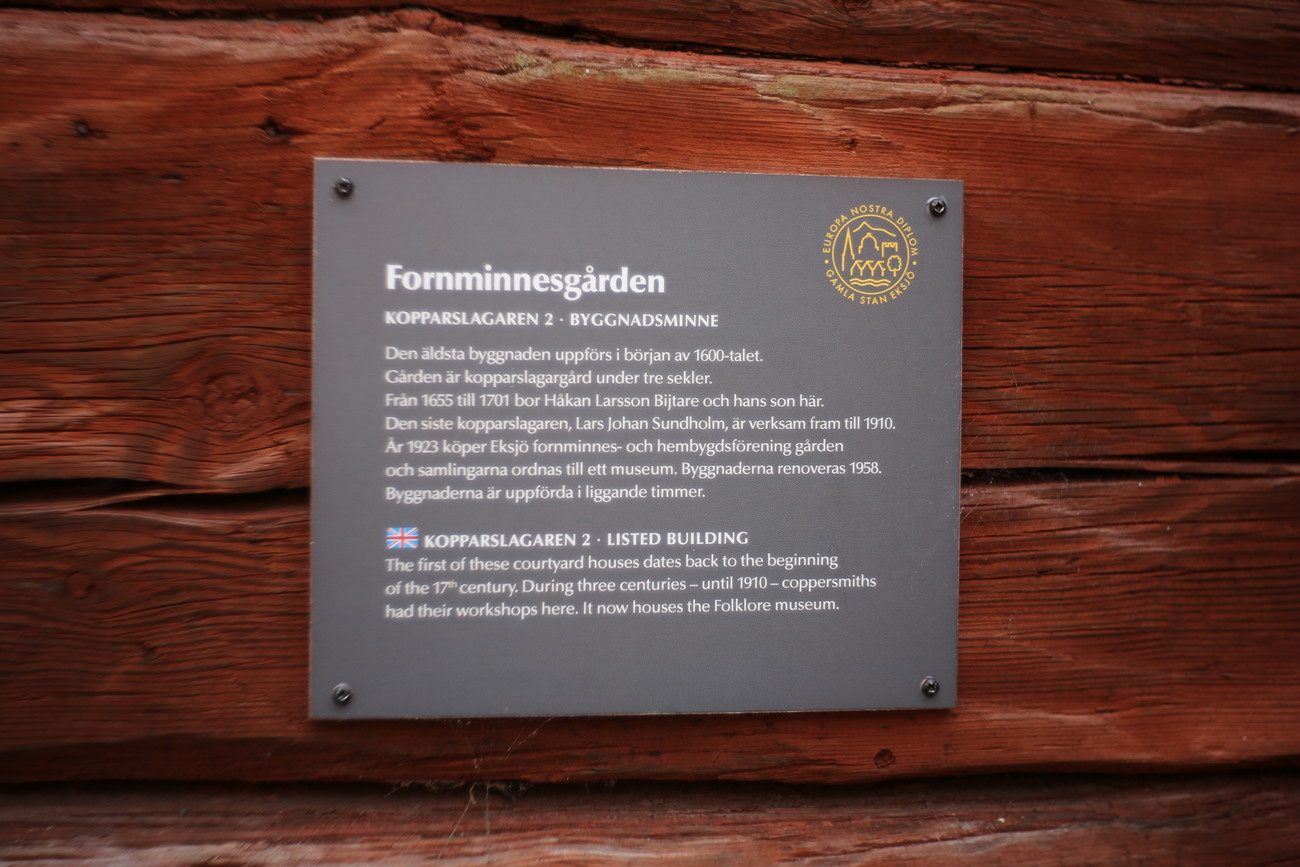 EUROPA NOSTRA DIPLOM
• GAMLA STAN EKSJÖ •
Fornminnesgården
KOPPARSLAGAREN 2 · BYGGNADSMINNE
Den äldsta byggnaden uppförs i början av 1600-talet.
Gården är kopparslagargård under tre sekler.
Från 1655 till 1701 bor Håkan Larsson Bijtare och hans son här.
Den siste kopparslagaren, Lars Johan Sundholm, är verksam fram till 1910.
År 1923 köper Eksjö fornminnes- och hembygdsförening gården
och samlingarna ordnas till ett museum. Byggnaderna renoveras 1958.
Byggnaderna är uppförda i liggande timmer.
KOPPARSLAGAREN 2 · LISTED BUILDING
The first of these courtyard houses dates back to the beginning
of the 17th century. During three centuries – until 1910 – coppersmiths
had their workshops here. It now houses the Folklore museum.